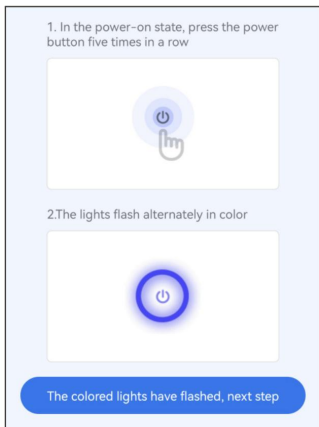 1. In the power-on state, press the power
button five times in a row
2.The lights flash alternately in color
The colored lights have flashed, next step